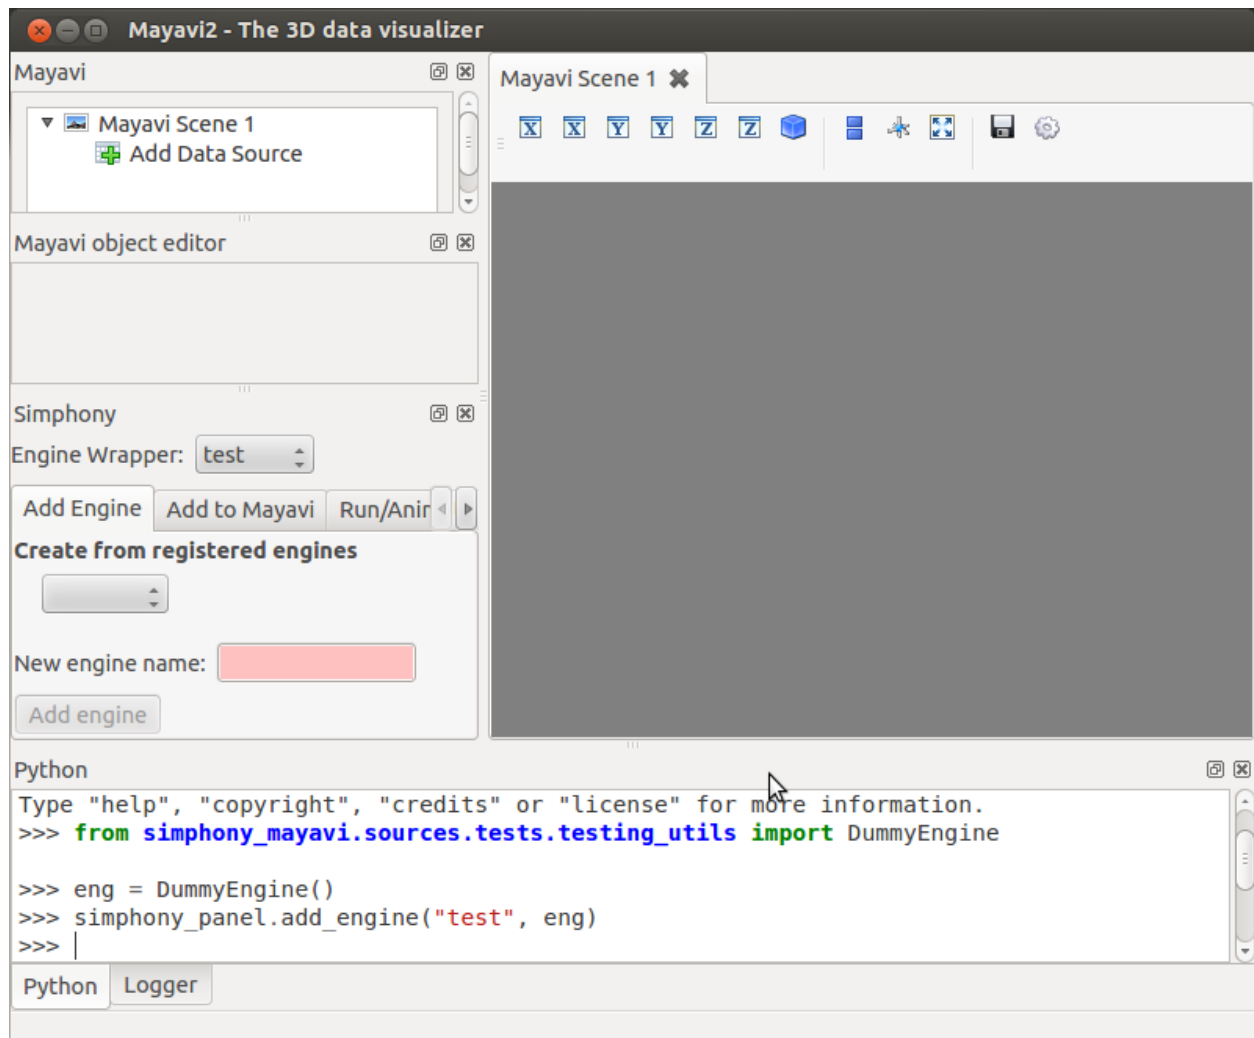 Mayavi2 - The 3D data visualizer
Mayavi
Mayavi Scene 1
Add Data Source
Mayavi object editor
Simphony
Engine Wrapper: test
Add Engine Add to Mayavi Run/Anir
Create from registered engines
New engine name:
Add engine
Mayavi Scene 1
X X Y Y Z Z
Python
Type "help", "copyright", "credits" or "license" for more information.
>>> from simphony_mayavi.sources.tests.testing_utils import DummyEngine
>>> eng = DummyEngine()
>>> simphony_panel.add_engine("test", eng)
>>>
Python Logger